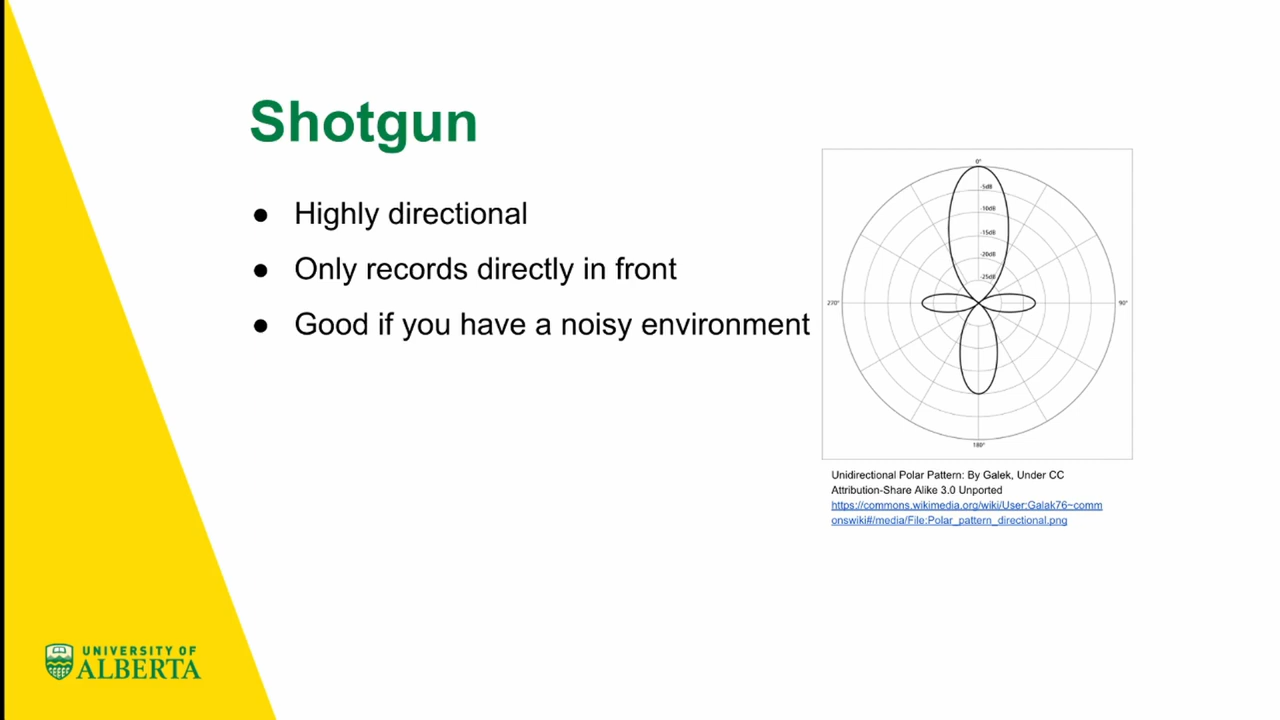 Shotgun
● Highly directional
● Only records directly in front
● Good if you have a noisy environment
0°
-5dB
-10dB
-15dB
-20dB
-25dB
270°
90°
180°
Unidirectional Polar Pattern: By Galek, Under CC
Attribution-Share Alike 3.0 Unported
https://commons.wikimedia.org/wiki/User:Galak76~comm
onswiki#/media/File:Polar_pattern_directional.png
UNIVERSITY OF
ALBERTA